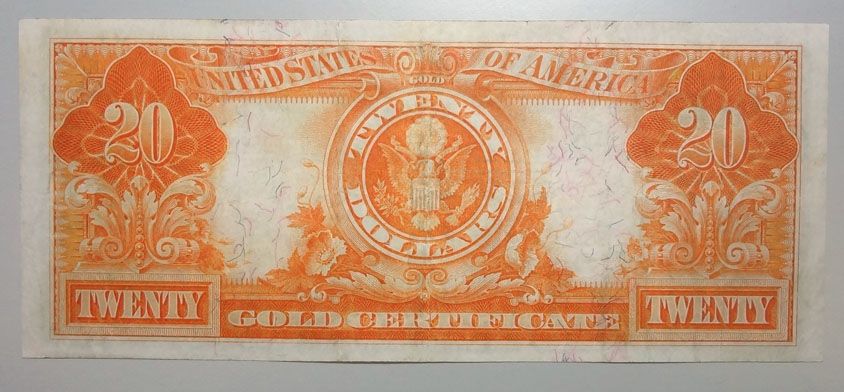 UNITED STATES OF AMERICA
GOLD
20
20
TWENTY
DOLLARS
TWENTY
TWENTY
GOLD CERTIFICATE